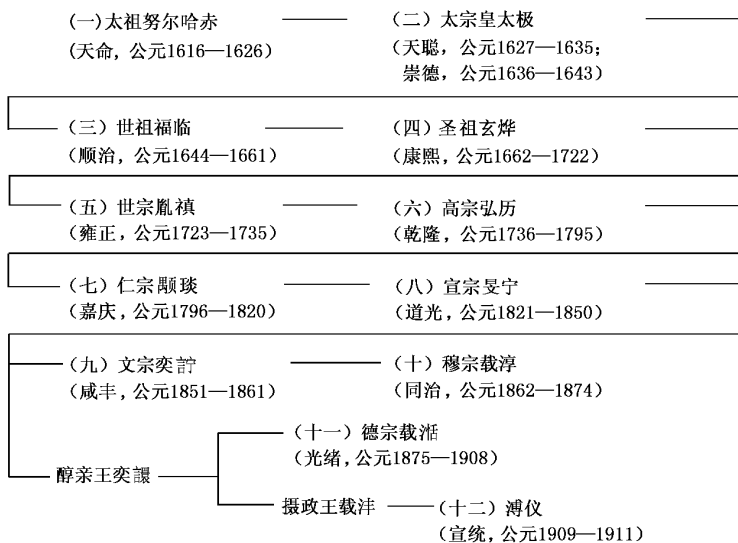 (一)太祖努尔哈赤
(天命，公元1616—1626)
(二)太宗皇太极
(天聪，公元1627—1635；
崇德，公元1636—1643)
(三)世祖福临
(顺治，公元1644—1661)
(四)圣祖玄烨
(康熙，公元1662—1722)
(五)世宗胤禛
(雍正，公元1723—1735)
(六)高宗弘历
(乾隆，公元1736—1795)
(七)仁宗颙琰
(嘉庆，公元1796—1820)
(八)宣宗旻宁
(道光，公元1821—1850)
(九)文宗奕詝
(咸丰，公元1851—1861)
(十)穆宗载淳
(同治，公元1862—1874)
(十一)德宗载湉
(光绪，公元1875—1908)
醇亲王奕譞
摄政王载沣
(十二)溥仪
(宣统，公元1909—1911)